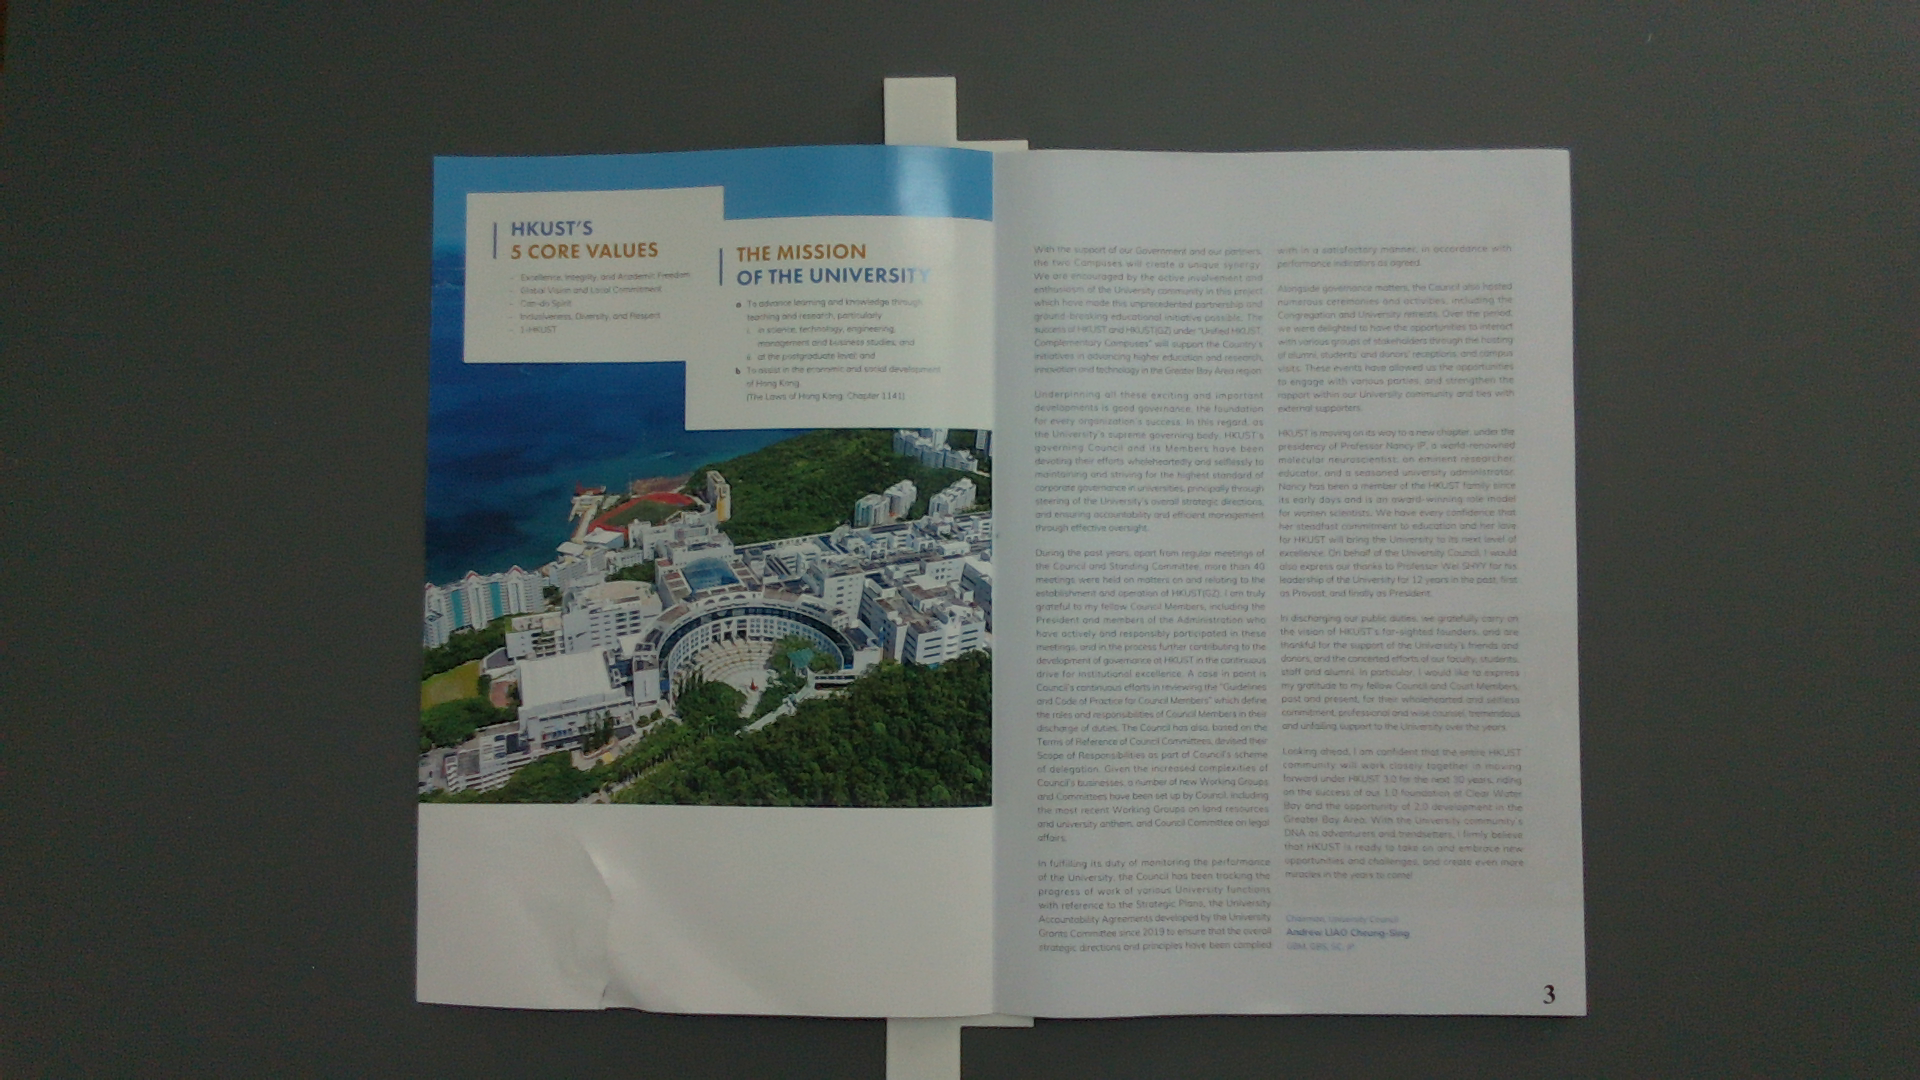 HKUST'S
5 CORE VALUES
- Excellence, Integrity, and Academic Freedom
- Global Vision and Local Commitment
- Can-do Spirit
- Inclusiveness, Diversity, and Respect
- 1-HKUST
THE MISSION
OF THE UNIVERSITY
a To advance learning and knowledge through
teaching and research, particularly
i. in science, technology, engineering,
management and business studies; and
ii. at the postgraduate level; and
b To assist in the economic and social development
of Hong Kong.
(The Laws of Hong Kong: Chapter 1141)
With the support of our Government and our partners,
the two Campuses will create a unique synergy.
We are encouraged by the active involvement and
enthusiasm of the University community in this project
which have made this unprecedented partnership and
ground-breaking educational initiative possible. The
success of HKUST and HKUST(GZ) under "Unified HKUST,
Complementary Campuses" will support the Country's
initiatives in advancing higher education and research,
innovation and technology in the Greater Bay Area region.
Underpinning all these exciting and important
developments is good governance, the foundation
for every organization's success. In this regard, as
the University's supreme governing body, HKUST's
governing Council and its Members have been
devoting their efforts wholeheartedly and selflessly to
maintaining and striving for the highest standard of
corporate governance in universities, principally through
steering of the University's overall strategic directions,
and ensuring accountability and efficient management
through effective oversight.
During the past years, apart from regular meetings of
the Council and Standing Committee, more than 40
meetings were held on matters on and relating to the
establishment and operation of HKUST(GZ). I am truly
grateful to my fellow Council Members, including the
President and members of the Administration who
have actively and responsibly participated in these
meetings, and in the process further contributing to the
development of governance at HKUST in the continuous
drive for institutional excellence. A case in point is
Council's continuous efforts in reviewing the "Guidelines
and Code of Practice for Council Members" which define
the roles and responsibilities of Council Members in their
discharge of duties. The Council has also, based on the
Terms of Reference of Council Committees, devised their
Scope of Responsibilities as part of Council's scheme
of delegation. Given the increased complexities of
Council's businesses, a number of new Working Groups
and Committees have been set up by Council, including
the most recent Working Groups on land resources
and university anthem, and Council Committee on legal
affairs.
In fulfilling its duty of monitoring the performance
of the University, the Council has been tracking the
progress of work of various University functions
with reference to the Strategic Plans, the University
Accountability Agreements developed by the University
Grants Committee since 2019 to ensure that the overall
strategic directions and principles have been complied
with in a satisfactory manner, in accordance with
performance indicators as agreed.
Alongside governance matters, the Council also hosted
numerous ceremonies and activities, including the
Congregation and University retreats. Over the period,
we were delighted to have the opportunities to interact
with various groups of stakeholders through the hosting
of alumni, students' and donors' receptions, and campus
visits. These events have allowed us the opportunities
to engage with various parties, and strengthen the
rapport within our University community and ties with
external supporters.
HKUST is moving on its way to a new chapter, under the
presidency of Professor Nancy IP, a world-renowned
molecular neuroscientist, an eminent researcher,
educator, and a seasoned university administrator.
Nancy has been a member of the HKUST family since
its early days and is an award-winning role model
for women scientists. We have every confidence that
her steadfast commitment to education and her love
for HKUST will bring the University to its next level of
excellence. On behalf of the University Council, I would
also express our thanks to Professor Wei SHYY for his
leadership of the University for 12 years in the past, first
as Provost, and finally as President.
In discharging our public duties, we gratefully carry on
the vision of HKUST's far-sighted founders, and are
thankful for the support of the University's friends and
donors, and the concerted efforts of our faculty, students,
staff and alumni. In particular, I would like to express
my gratitude to my fellow Council and Court Members,
past and present, for their wholehearted and selfless
commitment, professional and wise counsel, tremendous
and unfailing support to the University over the years.
Looking ahead, I am confident that the entire HKUST
community will work closely together in moving
forward under HKUST 3.0 for the next 30 years, riding
on the success of our 1.0 foundation of Clear Water
Bay and the opportunity of 2.0 development in the
Greater Bay Area. With the University community's
DNA as adventurers and trendsetters, I firmly believe
that HKUST is ready to take on and embrace new
opportunities and challenges, and create even more
miracles in the years to come!
Chairman, University Council
Andrew LIAO Cheung-Sing
GBM, GBS, SC, JP
3